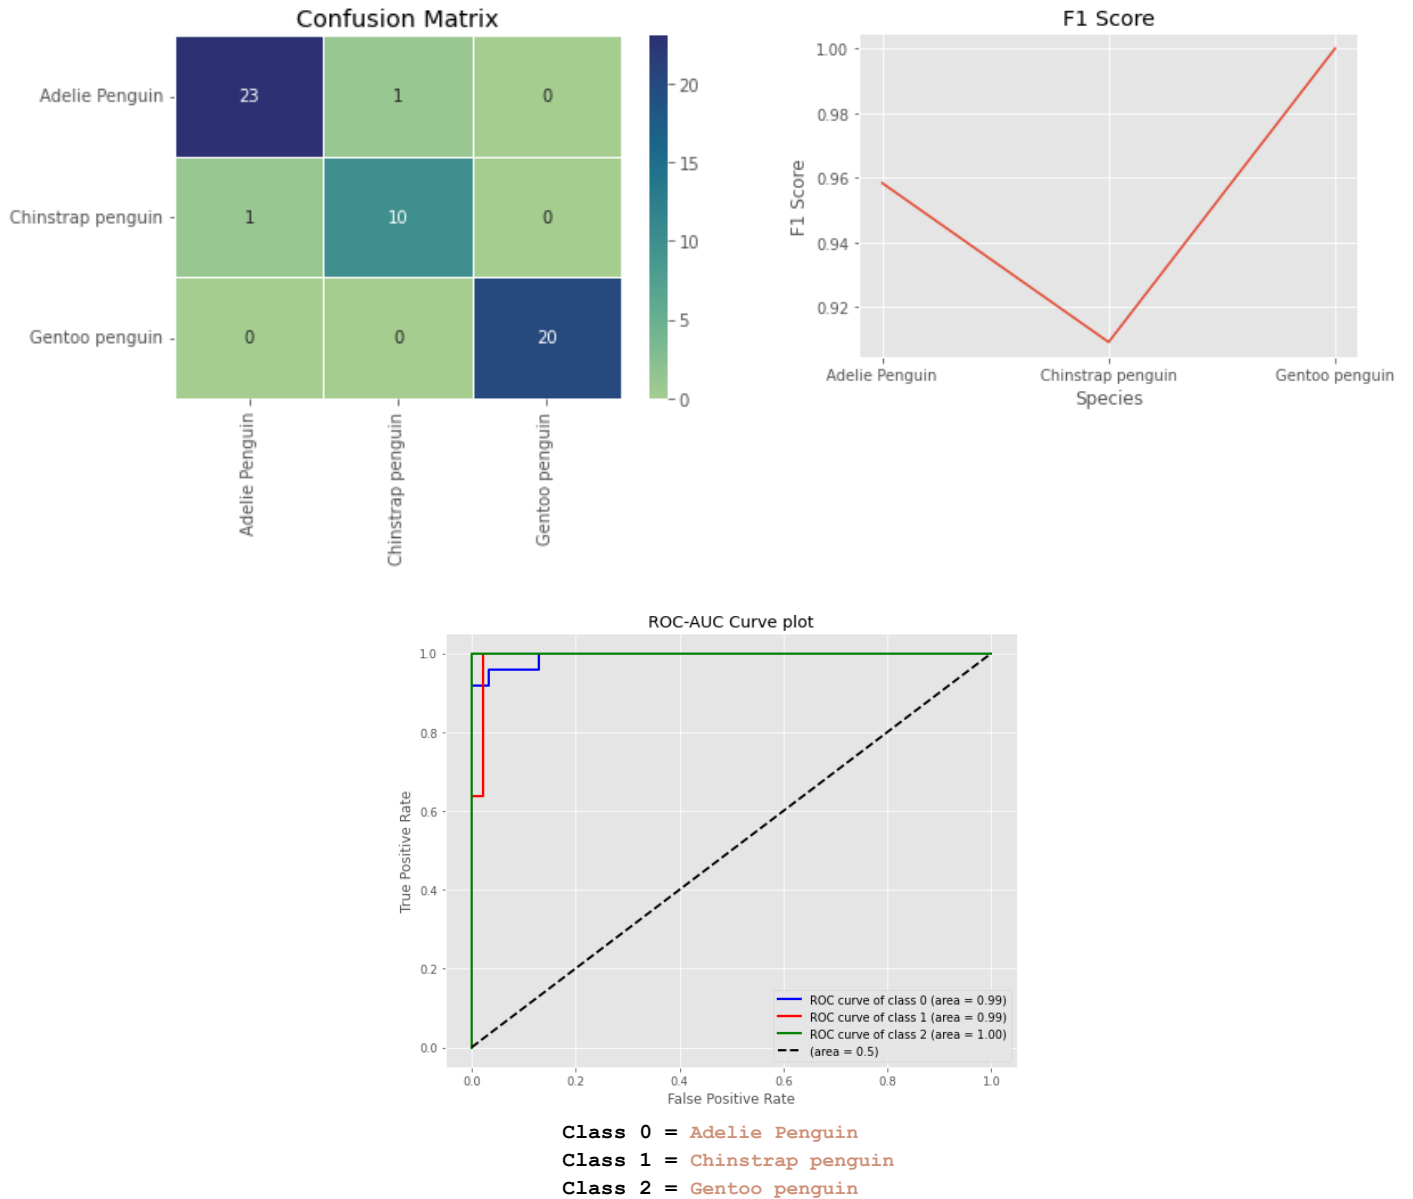 Confusion Matrix
Adelie Penguin
23 1 0
Chinstrap penguin
1 10 0
Gentoo penguin
0 0 20
Adelie Penguin
Chinstrap penguin
Gentoo penguin
20
15
10
5
0
F1 Score
F1 Score
1.00
0.98
0.96
0.94
0.92
Adelie Penguin Chinstrap penguin Gentoo penguin
Species
ROC-AUC Curve plot
True Positive Rate
1.0
0.8
0.6
0.4
0.2
0.0
ROC curve of class 0 (area = 0.99)
ROC curve of class 1 (area = 0.99)
ROC curve of class 2 (area = 1.00)
(area = 0.5)
0.0 0.2 0.4 0.6 0.8 1.0
False Positive Rate
Class 0 = Adelie Penguin
Class 1 = Chinstrap penguin
Class 2 = Gentoo penguin